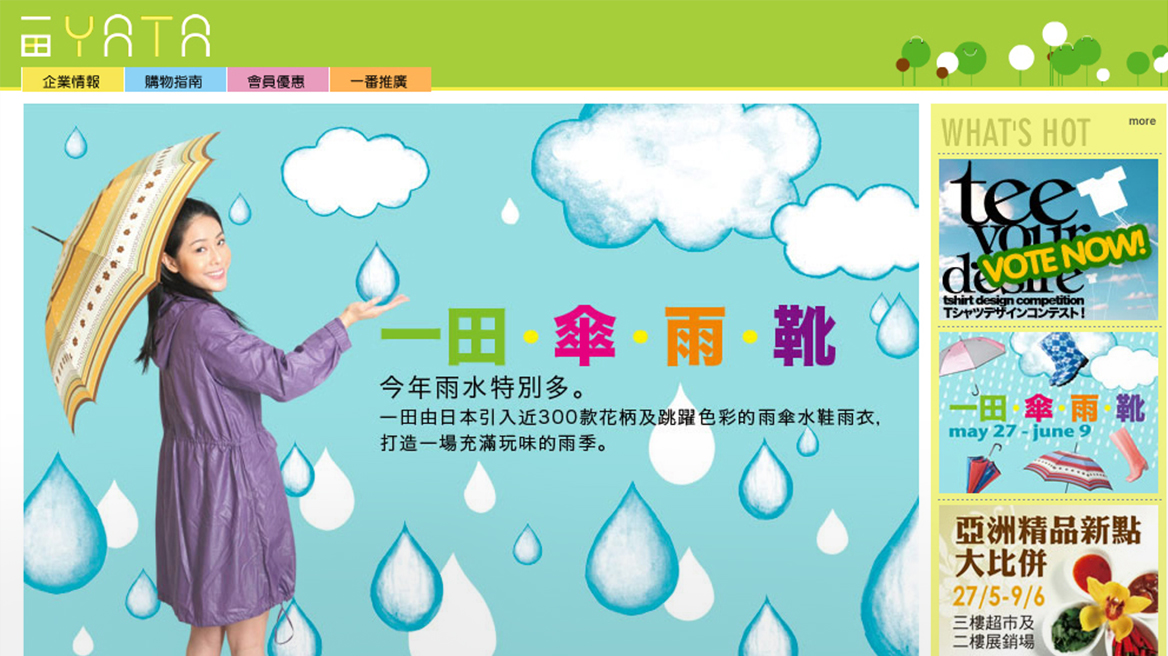 一田 YATA
企業情報
購物指南
會員優惠
一番推廣
一田·傘·雨·靴
今年雨水特別多。
一田由日本引入近300款花柄及跳躍色彩的雨傘水鞋雨衣,
打造一場充滿玩味的雨季。
WHAT'S HOT
more
tee
your
desire
VOTE NOW!
tshirt design competition
Tシャツデザインコンテスト!
一田·傘·雨·靴
may 27 - june 9
亞洲精品新點
大比併
27/5-9/6
三樓超市及
二樓展銷場